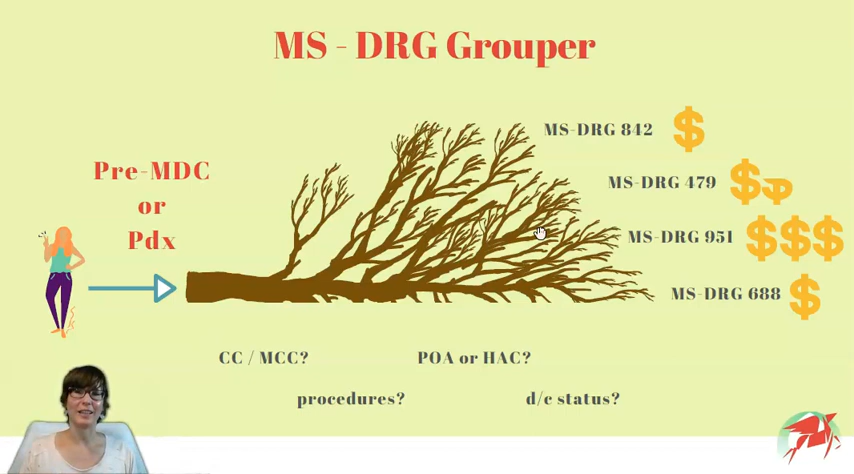 MS - DRG Grouper
MS-DRG 842 $
Pre-MDC
or
Pdx
MS-DRG 479 $$
MS-DRG 951 $$$
MS-DRG 688 $
CC / MCC?
POA or HAC?
procedures?
d/c status?